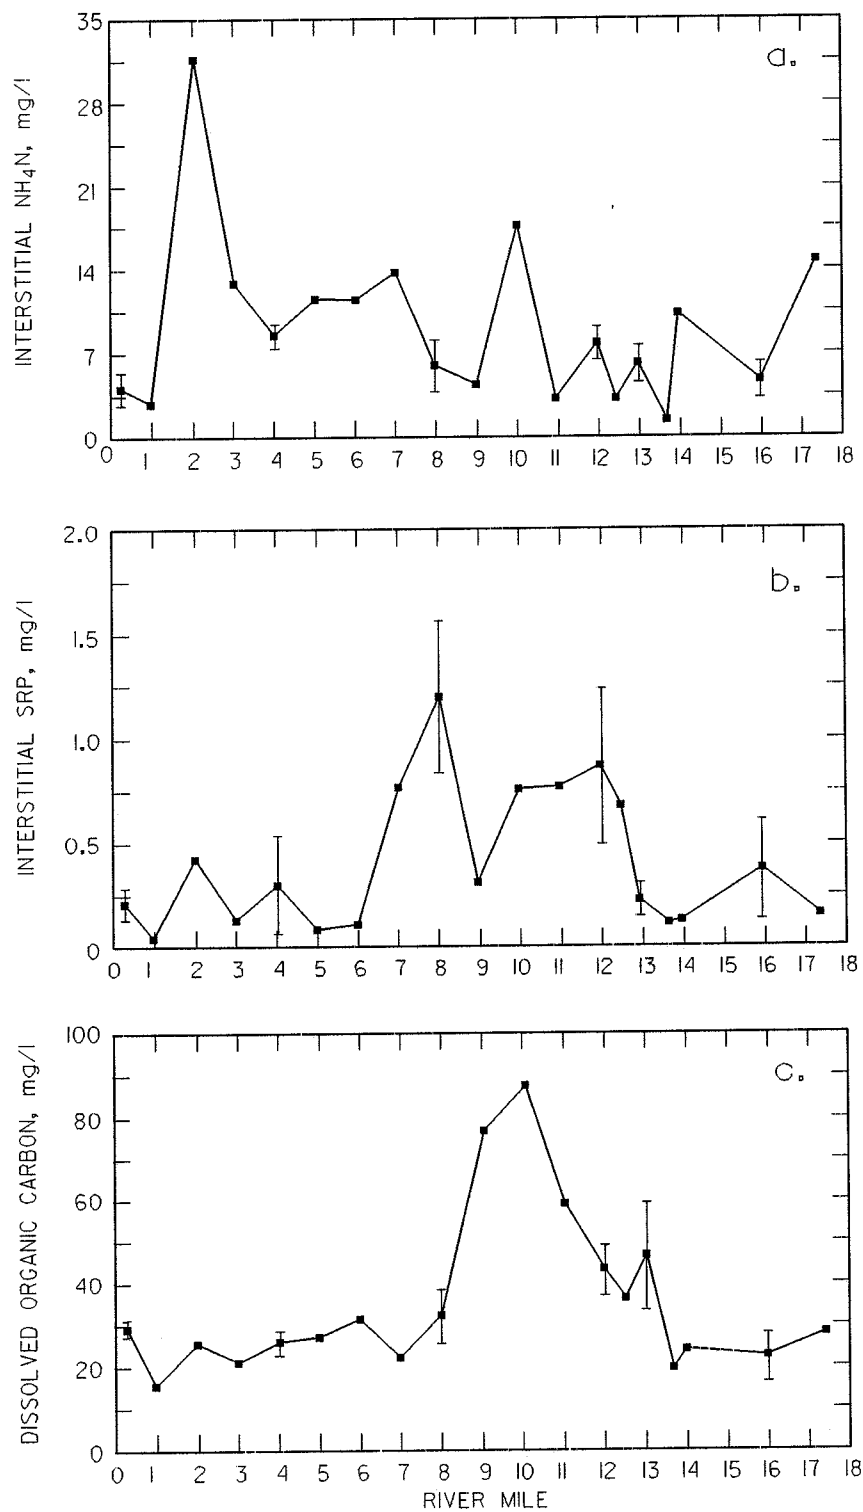 INTERSTITIAL NH4N, mg/l
35
28
21
14
7
0
a.
0 1 2 3 4 5 6 7 8 9 10 11 12 13 14 15 16 17 18
INTERSTITIAL SRP, mg/l
2.0
1.5
1.0
0.5
0
b.
0 1 2 3 4 5 6 7 8 9 10 11 12 13 14 15 16 17 18
DISSOLVED ORGANIC CARBON, mg/l
100
80
60
40
20
0
c.
0 1 2 3 4 5 6 7 8 9 10 11 12 13 14 15 16 17 18
RIVER MILE